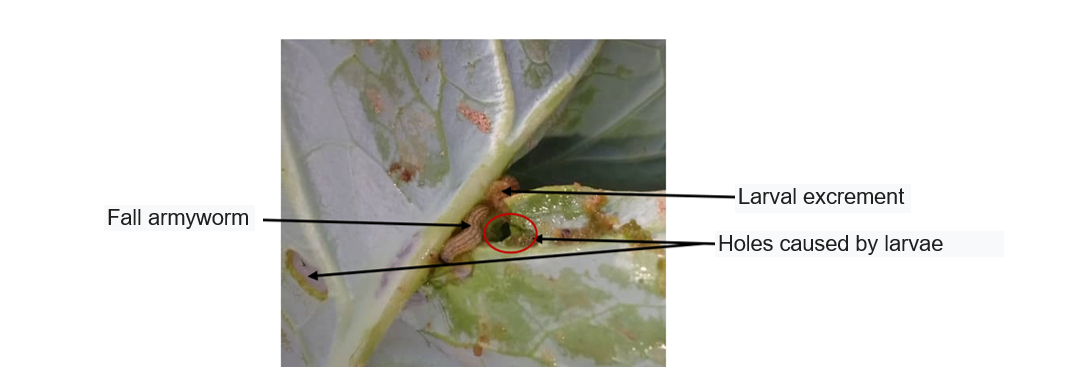 Larval excrement
Fall armyworm
Holes caused by larvae